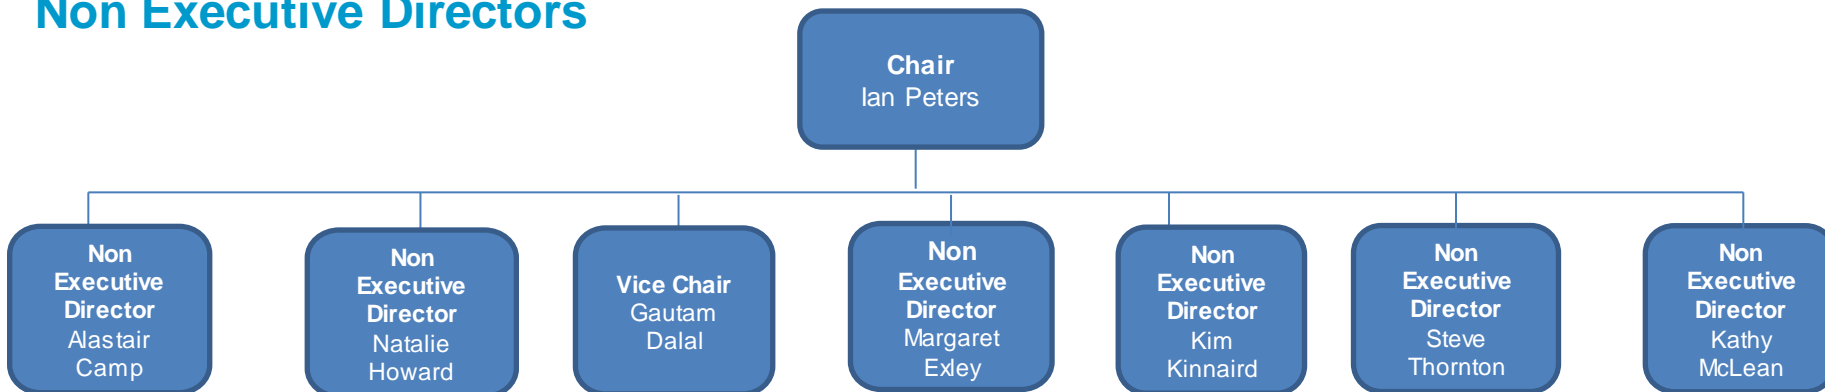 Non Executive Directors
Chair
Ian Peters
Non
Executive
Director
Alastair
Camp
Non
Executive
Director
Natalie
Howard
Vice Chair
Gautam
Dalal
Non
Executive
Director
Margaret
Exley
Non
Executive
Director
Kim
Kinnaird
Non
Executive
Director
Steve
Thornton
Non
Executive
Director
Kathy
McLean